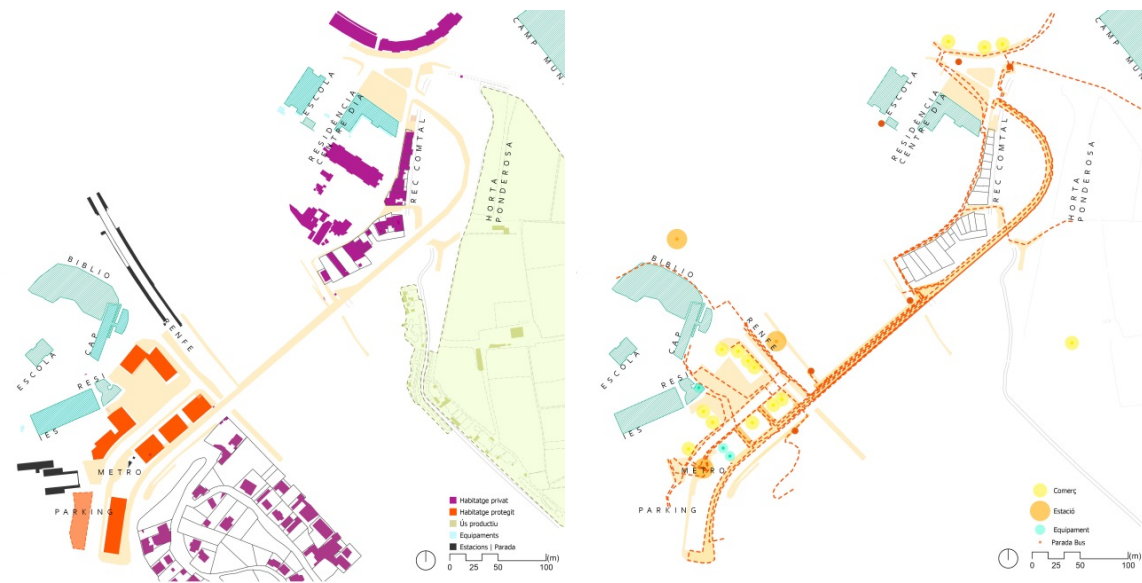 CAMP MUN
ESCOLA
RESIDÈNCIA
CENTRE DIA
REC COMTAL
HORTA
PONDEROSA
BIBLIO
CAP
RENFE
ESCOLA
RESI
IES
METRO
PARKING
Habitatge privat
Habitatge protegit
Ús productiu
Equipaments
Estacions | Parada
0 25 50 100 (m)
CAMP MUN
ESCOLA
RESIDÈNCIA
CENTRE DIA
REC COMTAL
HORTA
PONDEROSA
BIBLIO
CAP
RENFE
ESCOLA
RESI
IES
METRO
PARKING
Comerç
Estació
Equipament
Parada Bus
0 25 50 100 (m)